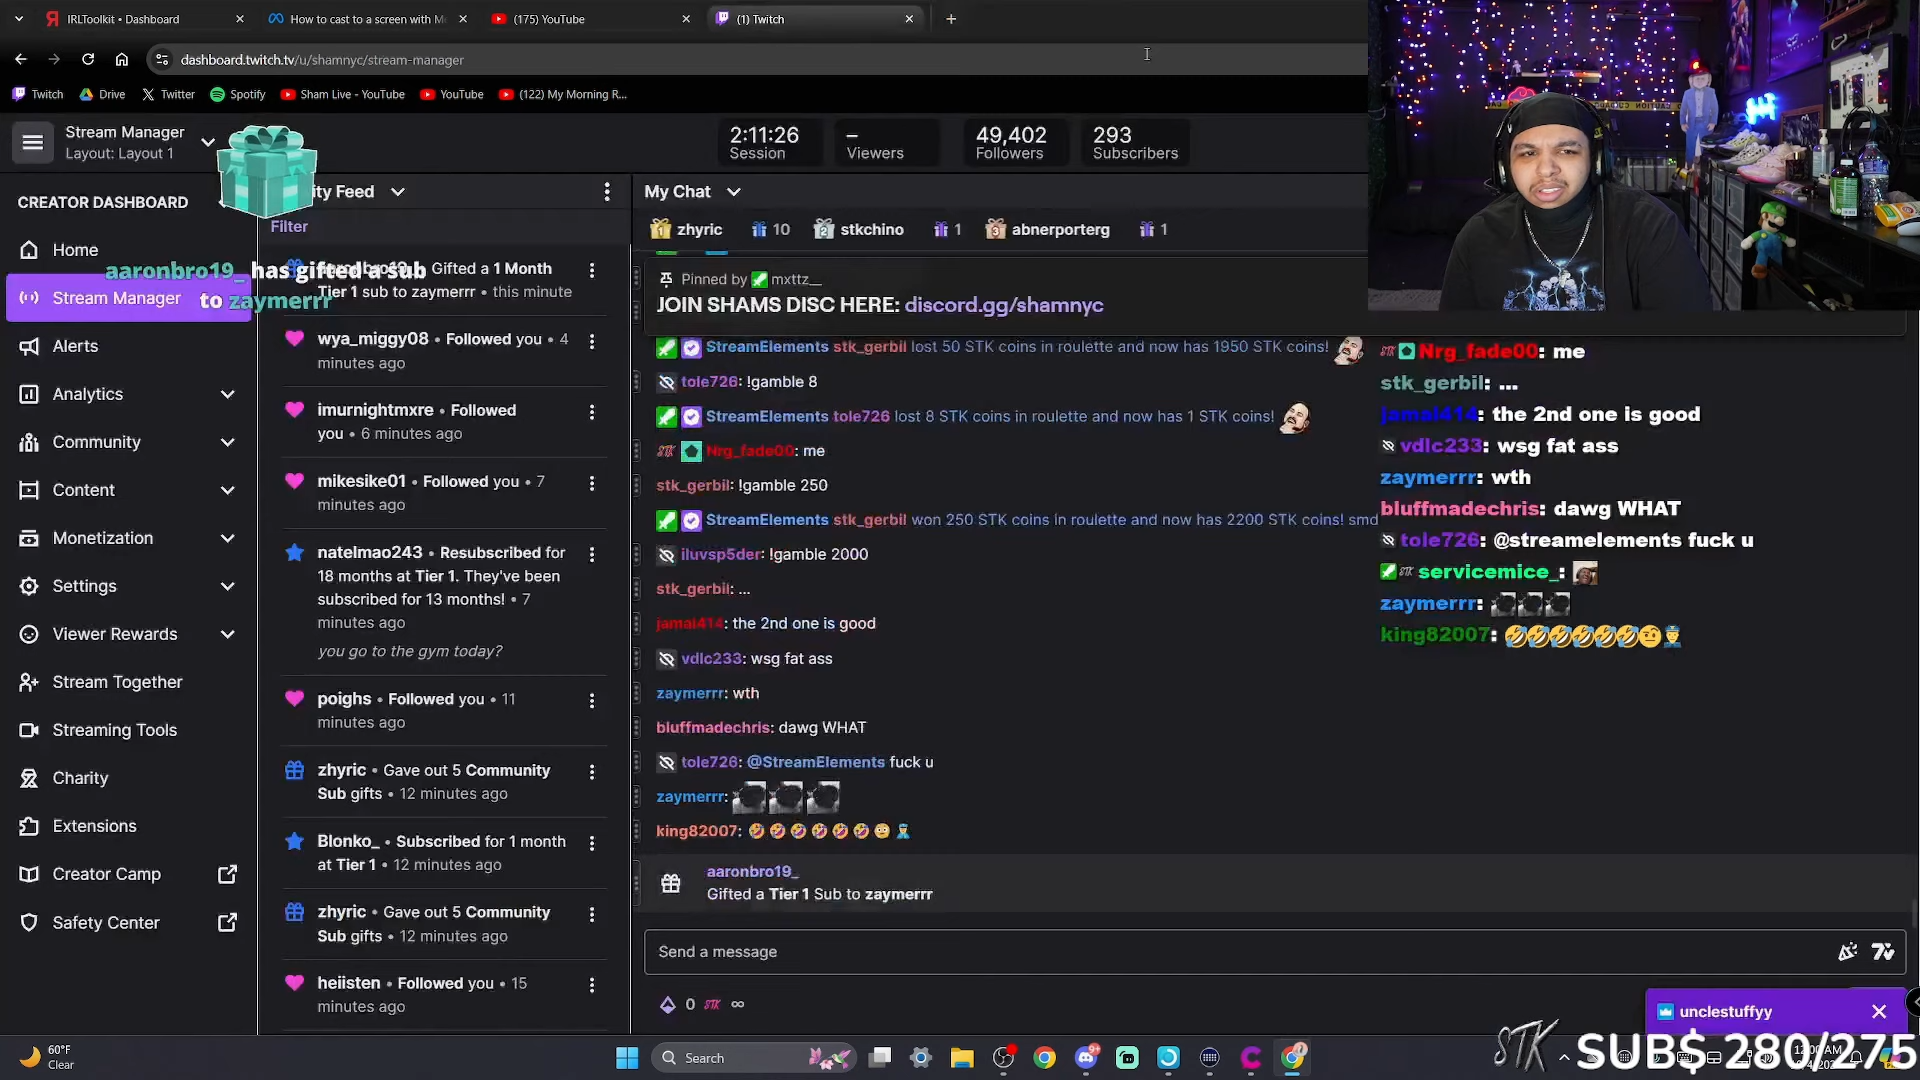 IRLToolkit • Dashboard
How to cast to a screen with M
(175) YouTube
(1) Twitch
dashboard.twitch.tv/u/shamnyc/stream-manager
Twitch
Drive
Twitter
Spotify
Sham Live - YouTube
YouTube
(122) My Morning R...
Stream Manager
Layout: Layout 1
2:11:26
Session
–
Viewers
49,402
Followers
293
Subscribers
CREATOR DASHBOARD
Home
Stream Manager
Alerts
Analytics
Community
Content
Monetization
Settings
Viewer Rewards
Stream Together
Streaming Tools
Charity
Extensions
Creator Camp
Safety Center
aaronbro19_ has gifted a sub
to zaymerrr
ity Feed
Filter
Gifted a 1 Month
Tier 1 sub to zaymerrr • this minute
wya_miggy08 • Followed you • 4
minutes ago
imurnightmxre • Followed
you • 6 minutes ago
mikesike01 • Followed you • 7
minutes ago
natelmao243 • Resubscribed for
18 months at Tier 1. They've been
subscribed for 13 months! • 7
minutes ago
you go to the gym today?
poighs • Followed you • 11
minutes ago
zhyric • Gave out 5 Community
Sub gifts • 12 minutes ago
Blonko_ • Subscribed for 1 month
at Tier 1 • 12 minutes ago
zhyric • Gave out 5 Community
Sub gifts • 12 minutes ago
heiisten • Followed you • 15
minutes ago
My Chat
1 zhyric 10 2 stkchino 1 3 abnerporterg 1
Pinned by mxttz__
JOIN SHAMS DISC HERE: discord.gg/shamnyc
StreamElements stk_gerbil lost 50 STK coins in roulette and now has 1950 STK coins!
tole726: !gamble 8
StreamElements tole726 lost 8 STK coins in roulette and now has 1 STK coins!
STK Nrg_fade00: me
stk_gerbil: !gamble 250
StreamElements stk_gerbil won 250 STK coins in roulette and now has 2200 STK coins! smd
iluvsp5der: !gamble 2000
stk_gerbil: ...
jamal414: the 2nd one is good
vdlc233: wsg fat ass
zaymerrr: wth
bluffmadechris: dawg WHAT
tole726: @StreamElements fuck u
zaymerrr:
king82007: 🤣🤣🤣🤣🤣🤣
aaronbro19_
Gifted a Tier 1 Sub to zaymerrr
Send a message
0 STK ∞
STK Nrg_fade00: me
stk_gerbil: ...
jamal414: the 2nd one is good
vdlc233: wsg fat ass
zaymerrr: wth
bluffmadechris: dawg WHAT
tole726: @streamelements fuck u
STK servicemice_:
zaymerrr:
king82007: 🤣🤣🤣🤣🤣🤣
unclestuffyy
STK
SUB$ 280/275
60°F
Clear
Search